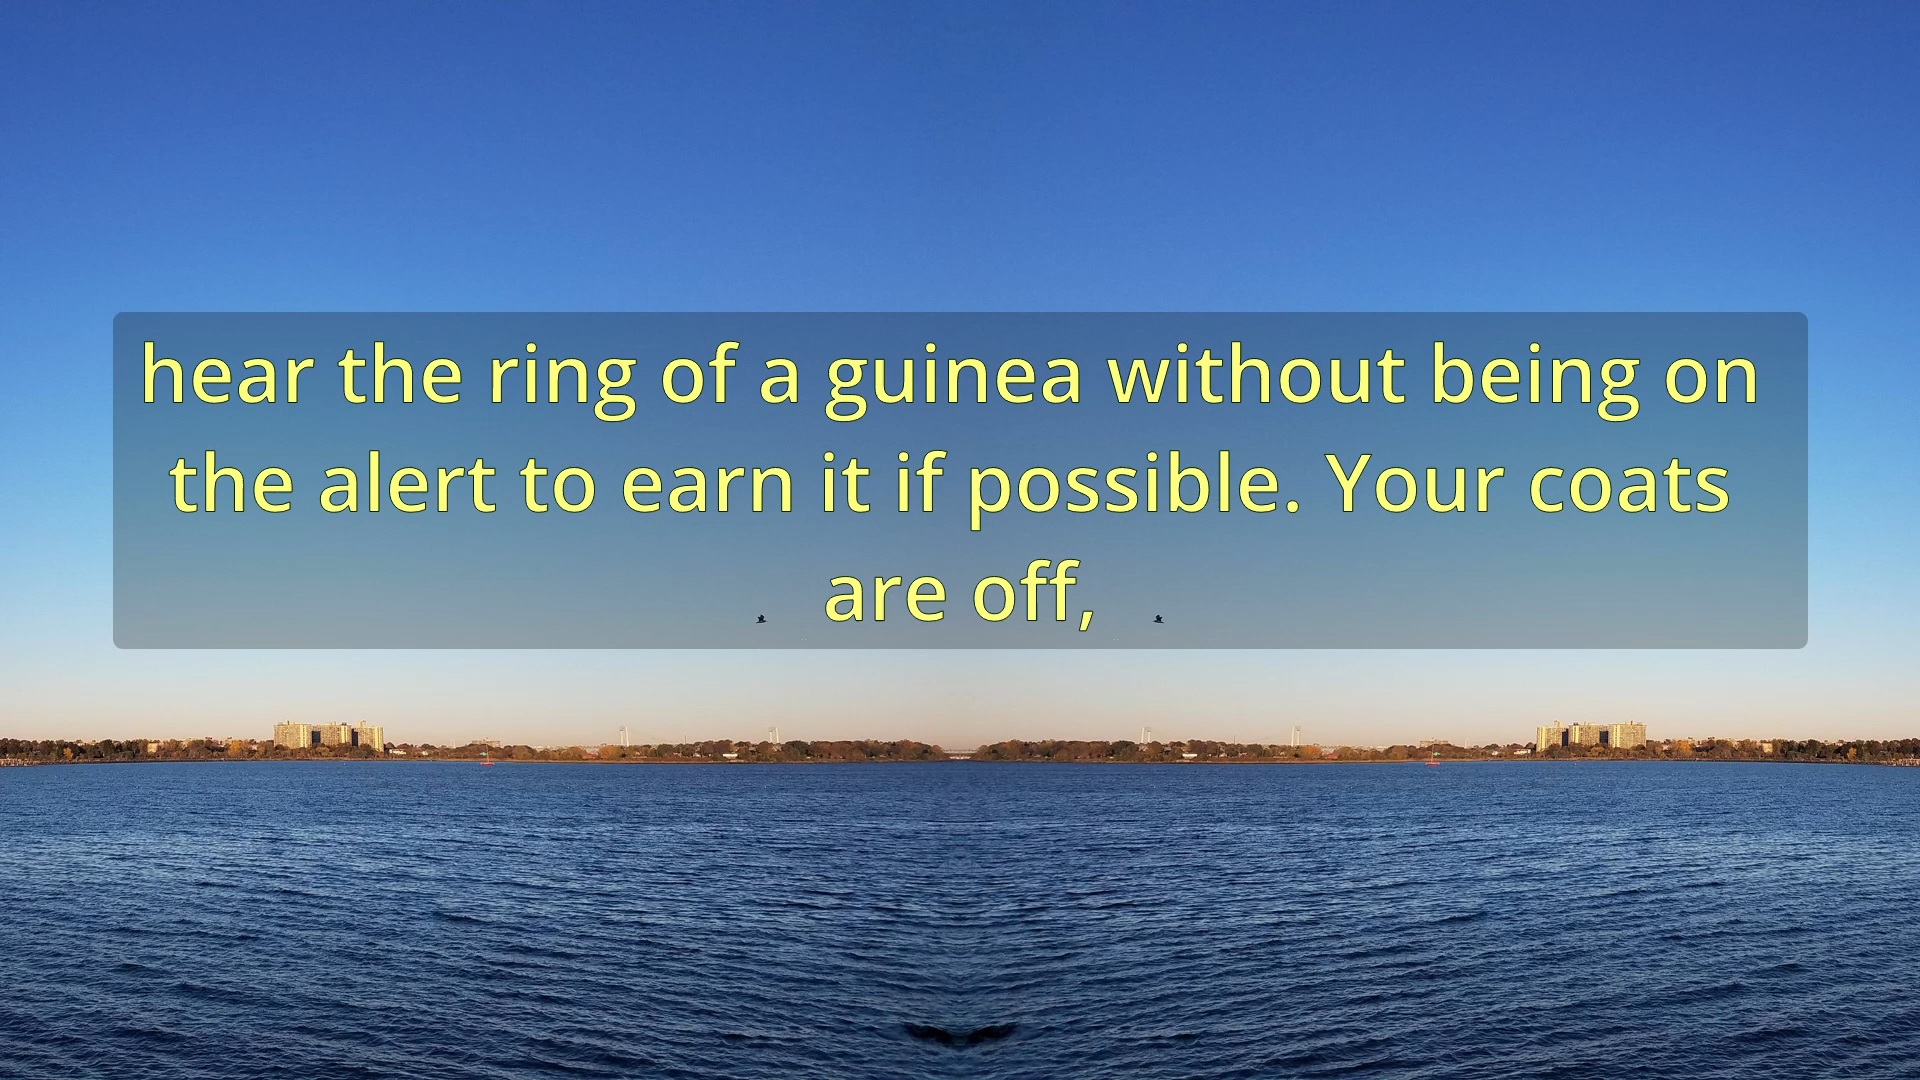 hear the ring of a guinea without being on
the alert to earn it if possible. Your coats
are off,